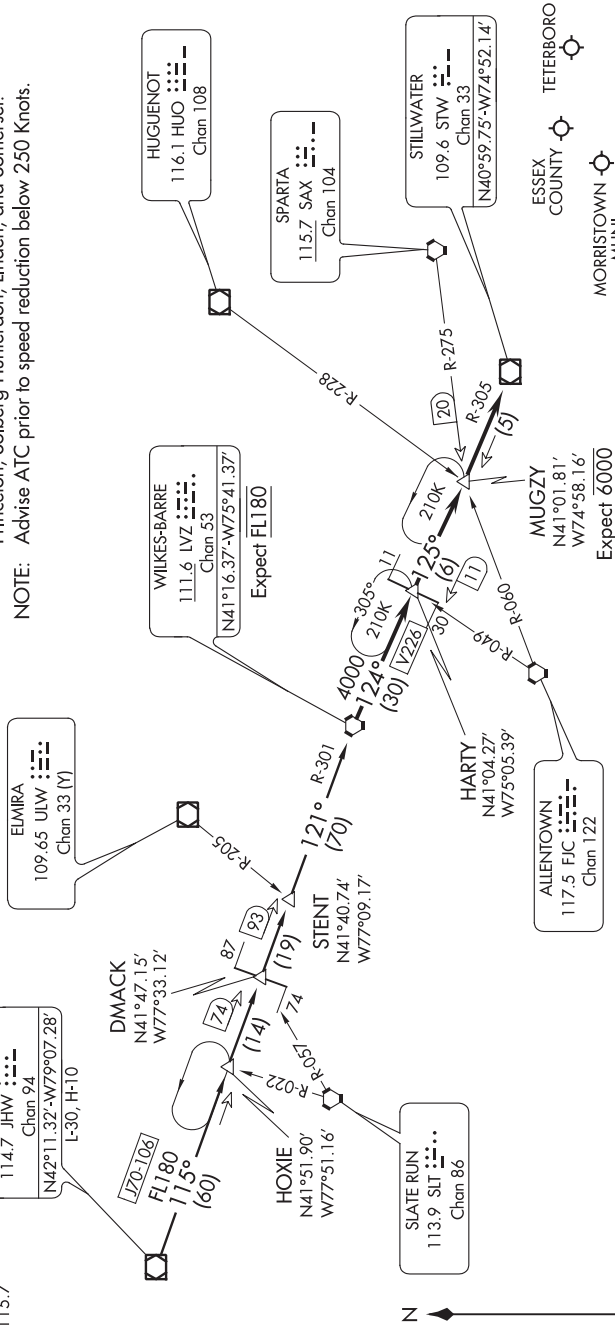 115.7
114.7 JHW
Chan 94
N42°11.32'-W79°07.28'
L-30, H-10
Princeton, Solberg-Hunterdon, Linden, and Somerset.
NOTE: Advise ATC prior to speed reduction below 250 Knots.
ELMIRA
109.65 ULW
Chan 33 (Y)
WILKES-BARRE
111.6 LVZ
Chan 53
N41°16.37'-W75°41.37'
Expect FL180
HUGUENOT
116.1 HUO
Chan 108
SPARTA
115.7 SAX
Chan 104
STILLWATER
109.6 STW
Chan 33
N40°59.75'-W74°52.14'
J70-106
FL180
115°
(60)
HOXIE
N41°51.90'
W77°51.16'
74
(14)
DMACK
N41°47.15'
W77°33.12'
87
74
R-022
R-057
SLATE RUN
113.9 SLT
Chan 86
93
(19)
R-205
STENT
N41°40.74'
W77°09.17'
121°
(70)
R-301
4000
124°
(30)
V226
305°
210K
11
30
HARTY
N41°04.27'
W75°05.39'
125°
(6)
210K
11
R-049
R-060
ALLENTOWN
117.5 FJC
Chan 122
R-228
R-275
20
R-305
(5)
MUGZY
N41°01.81'
W74°58.16'
Expect 6000
ESSEX
COUNTY
TETERBORO
MORRISTOWN
MUNI
N